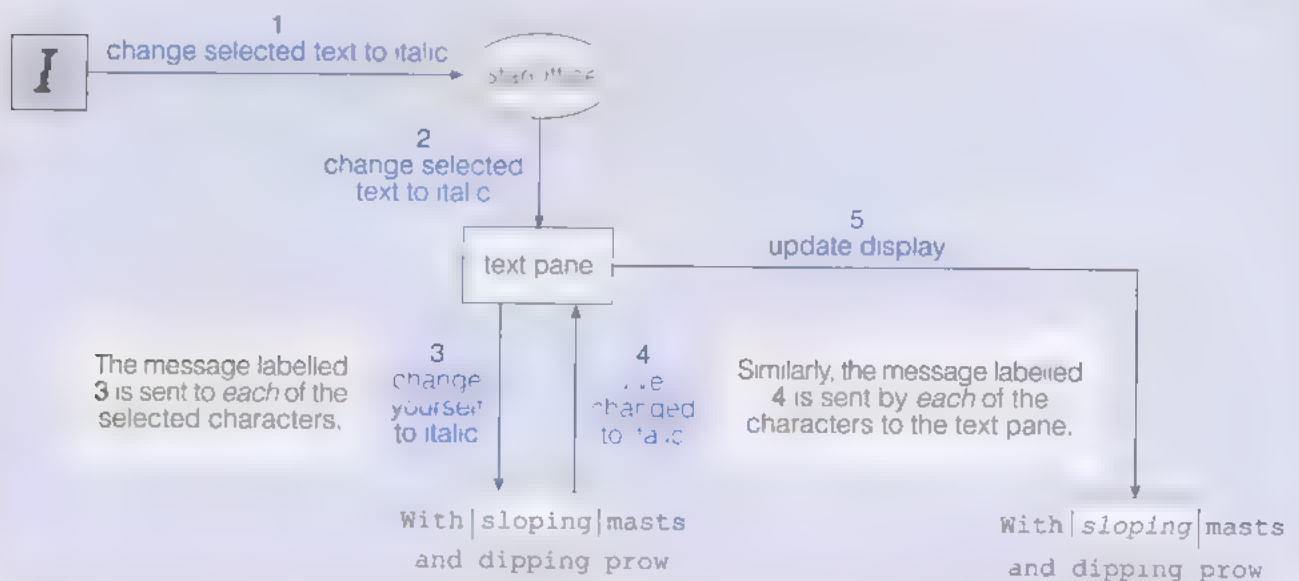 1
change selected text to italic
I
2
change selected
text to italic
text pane
5
update display
The message labelled
3 is sent to each of the
selected characters.
3
change
yourself
to italic
4
changed
to italic
Similarly, the message labelled
4 is sent by each of the
characters to the text pane.
With|sloping|masts
and dipping prow
With|sloping|masts
and dipping prow